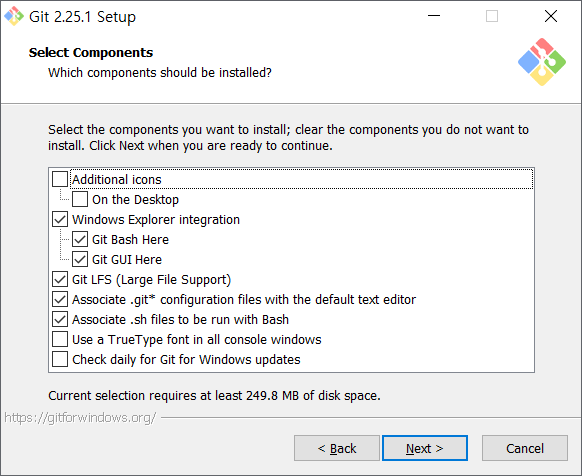 Git 2.25.1 Setup
Select Components
Which components should be installed?
Select the components you want to install; clear the components you do not want to
install. Click Next when you are ready to continue.
Additional icons
On the Desktop
Windows Explorer integration
Git Bash Here
Git GUI Here
Git LFS (Large File Support)
Associate .git* configuration files with the default text editor
Associate .sh files to be run with Bash
Use a TrueType font in all console windows
Check daily for Git for Windows updates
Current selection requires at least 249.8 MB of disk space.
https://gitforwindows.org/
< Back Next > Cancel